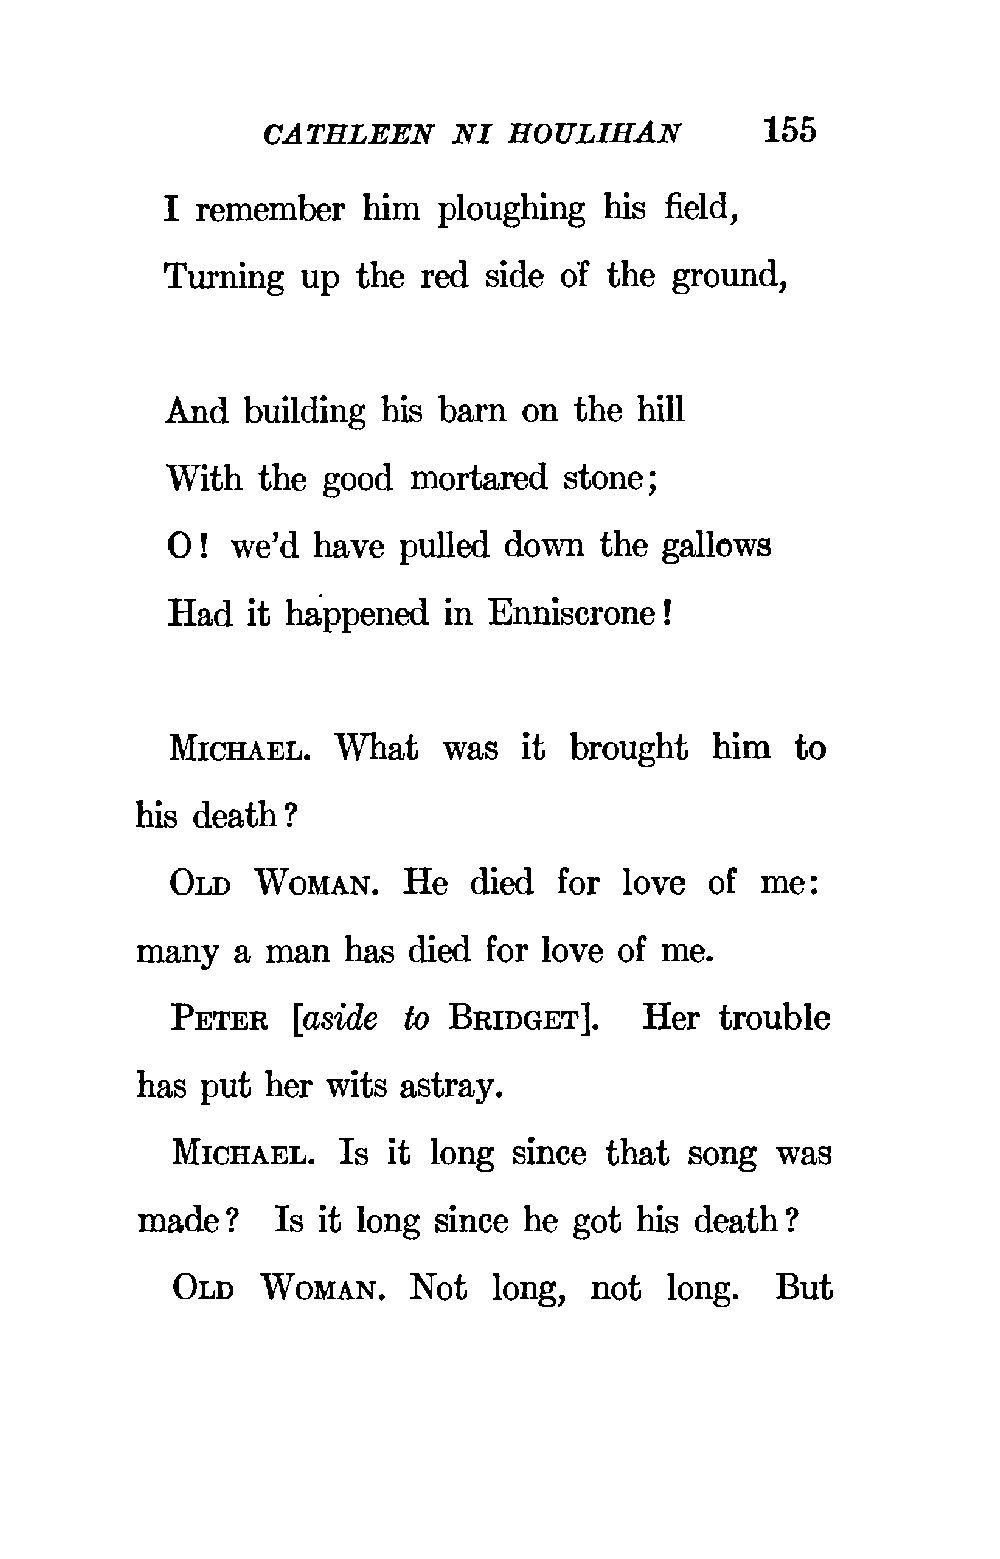 CATHLEEN NI HOULIHAN 155
I remember him ploughing his field,
Turning up the red side of the ground,
And building his barn on the hill
With the good mortared stone;
O! we'd have pulled down the gallows
Had it happened in Enniscrone!
MICHAEL. What was it brought him to
his death?
OLD WOMAN. He died for love of me:
many a man has died for love of me.
PETER [aside to BRIDGET]. Her trouble
has put her wits astray.
MICHAEL. Is it long since that song was
made? Is it long since he got his death?
OLD WOMAN. Not long, not long. But